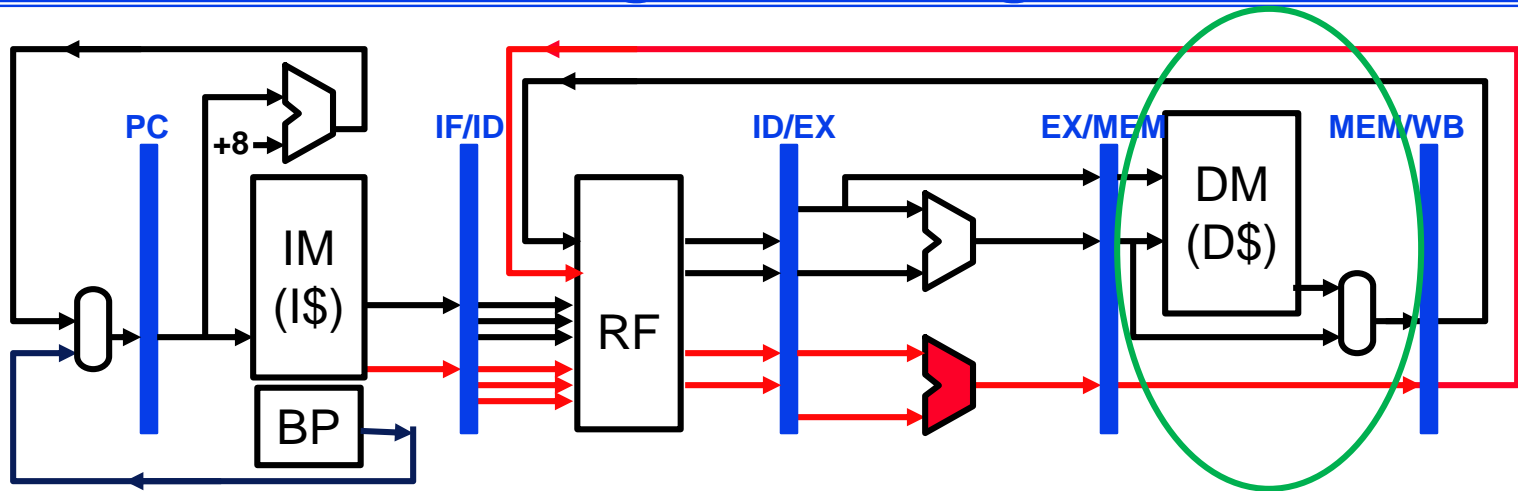 PC
IF/ID
ID/EX
EX/MEM
MEM/WB
+8
IM
(I$)
RF
DM
(D$)
BP